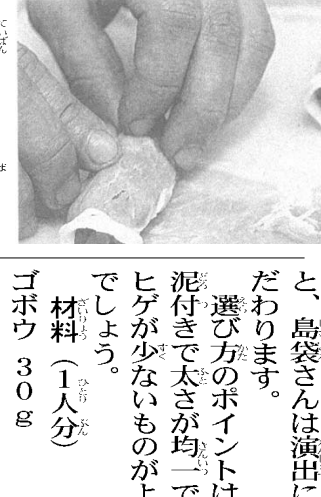 と、島袋さんは演出に
だわります。
選び方のポイントは
泥付きで太さが均一で
ヒゲが少ないものがよ
でしょう。
材料（1人分）
ゴボウ 30g